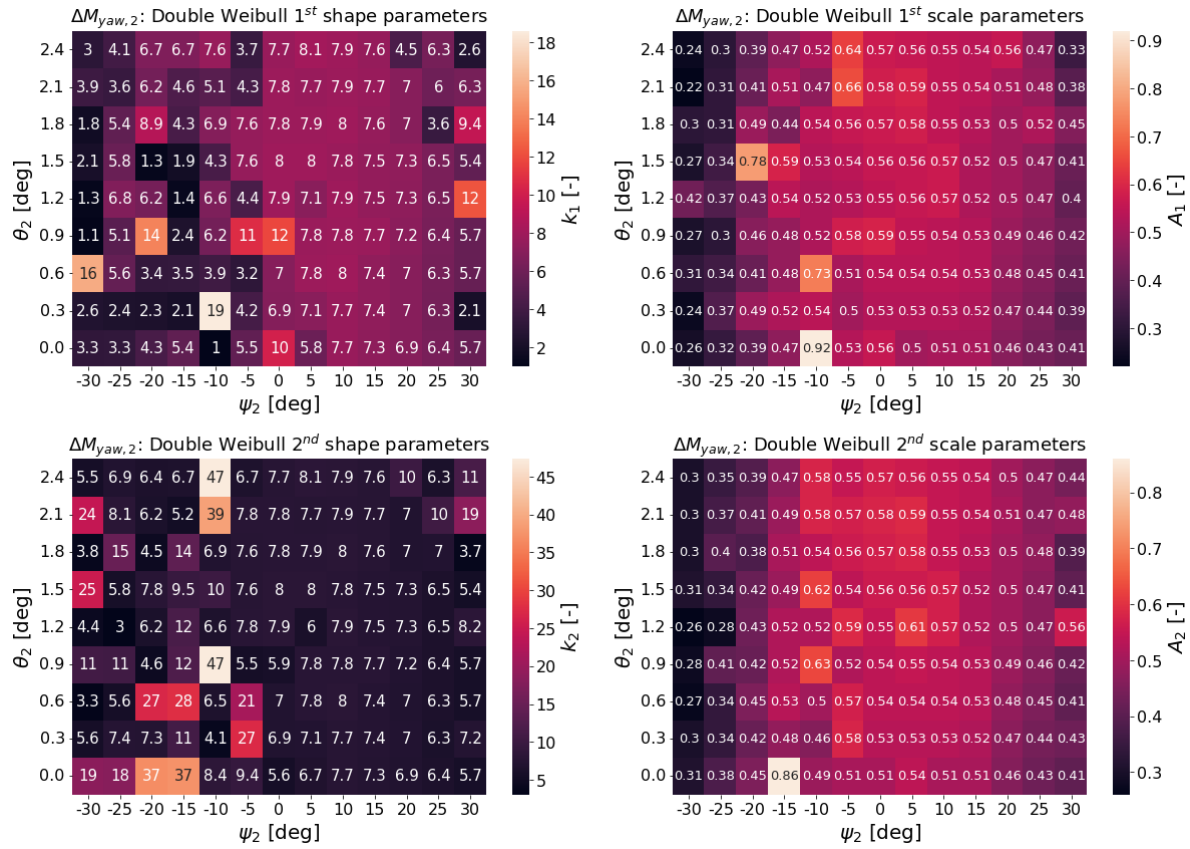 ΔM_yaw,2: Double Weibull 1^st shape parameters
2.4 3 4.1 6.7 6.7 7.6 3.7 7.7 8.1 7.9 7.6 4.5 6.3 2.6
2.1 3.9 3.6 6.2 4.6 5.1 4.3 7.8 7.7 7.9 7.7 7 6 6.3
1.8 1.8 5.4 8.9 4.3 6.9 7.6 7.8 7.9 8 7.6 7 3.6 9.4
1.5 2.1 5.8 1.3 1.9 4.3 7.6 8 8 7.8 7.5 7.3 6.5 5.4
1.2 1.3 6.8 6.2 1.4 6.6 4.4 7.9 7.1 7.9 7.5 7.3 6.5 12
0.9 1.1 5.1 14 2.4 6.2 11 12 7.8 7.8 7.7 7.2 6.4 5.7
0.6 16 5.6 3.4 3.5 3.9 3.2 7 7.8 8 7.4 7 6.3 5.7
0.3 2.6 2.4 2.3 2.1 19 4.2 6.9 7.1 7.7 7.4 7 6.3 2.1
0.0 3.3 3.3 4.3 5.4 1 5.5 10 5.8 7.7 7.3 6.9 6.4 5.7
-30 -25 -20 -15 -10 -5 0 5 10 15 20 25 30
ψ_2 [deg]
θ_2 [deg]
18
16
14
12
10
8
6
4
2
k_1 [-]
ΔM_yaw,2: Double Weibull 1^st scale parameters
2.4 0.24 0.3 0.39 0.47 0.52 0.64 0.57 0.56 0.55 0.54 0.56 0.47 0.33
2.1 0.22 0.31 0.41 0.51 0.47 0.66 0.58 0.59 0.55 0.54 0.51 0.48 0.38
1.8 0.3 0.31 0.49 0.44 0.54 0.56 0.57 0.58 0.55 0.53 0.5 0.52 0.45
1.5 0.27 0.34 0.78 0.59 0.53 0.54 0.56 0.56 0.57 0.52 0.5 0.47 0.41
1.2 0.42 0.37 0.43 0.54 0.52 0.53 0.55 0.56 0.55 0.52 0.5 0.47 0.4
0.9 0.27 0.3 0.46 0.48 0.52 0.58 0.59 0.55 0.54 0.53 0.49 0.46 0.42
0.6 0.31 0.34 0.41 0.48 0.73 0.51 0.54 0.54 0.54 0.53 0.48 0.45 0.41
0.3 0.24 0.37 0.49 0.52 0.54 0.5 0.53 0.53 0.53 0.52 0.47 0.44 0.41
0.0 0.26 0.32 0.39 0.47 0.92 0.53 0.56 0.5 0.51 0.51 0.46 0.43 0.41
-30 -25 -20 -15 -10 -5 0 5 10 15 20 25 30
ψ_2 [deg]
θ_2 [deg]
0.9
0.8
0.7
0.6
0.5
0.4
0.3
A_1 [-]
ΔM_yaw,2: Double Weibull 2^nd shape parameters
2.4 5.5 6.9 6.4 6.7 47 6.7 7.7 8.1 7.9 7.6 10 6.3 11
2.1 24 8.1 6.2 5.2 39 7.8 7.8 7.7 7.9 7.7 7 10 19
1.8 3.8 15 4.5 14 6.9 7.6 7.8 7.9 8 7.6 7 7 3.7
1.5 25 5.8 7.8 9.5 10 7.6 8 8 7.8 7.5 7.3 6.5 5.7
1.2 4.4 3 6.2 12 6.6 7.8 7.9 6 7.9 7.5 7.3 6.5 8.2
0.9 11 11 4.6 12 47 5.5 5.9 7.8 7.8 7.7 7.2 6.4 5.7
0.6 3.3 5.6 27 28 6.5 21 7 7.8 8 7.4 7 6.3 5.7
0.3 5.6 7.4 7.3 11 4.1 27 6.9 7.1 7.7 7.4 7 6.3 7.2
0.0 19 18 37 37 8.4 9.4 5.6 6.7 7.7 7.3 6.9 6.4 5.7
-30 -25 -20 -15 -10 -5 0 5 10 15 20 25 30
ψ_2 [deg]
θ_2 [deg]
45
40
35
30
25
20
15
10
5
k_2 [-]
ΔM_yaw,2: Double Weibull 2^nd scale parameters
2.4 0.3 0.35 0.39 0.47 0.58 0.55 0.57 0.56 0.55 0.54 0.5 0.47 0.44
2.1 0.3 0.37 0.41 0.49 0.58 0.57 0.58 0.59 0.55 0.54 0.51 0.47 0.48
1.8 0.3 0.4 0.38 0.51 0.54 0.56 0.57 0.58 0.55 0.53 0.5 0.48 0.39
1.5 0.31 0.34 0.42 0.49 0.62 0.54 0.56 0.56 0.57 0.52 0.5 0.47 0.41
1.2 0.26 0.28 0.43 0.52 0.52 0.59 0.55 0.61 0.55 0.52 0.5 0.47 0.56
0.9 0.28 0.41 0.42 0.52 0.63 0.52 0.54 0.55 0.54 0.53 0.49 0.46 0.42
0.6 0.27 0.34 0.45 0.53 0.5 0.57 0.54 0.54 0.54 0.53 0.48 0.45 0.41
0.3 0.31 0.34 0.42 0.48 0.46 0.58 0.53 0.53 0.53 0.52 0.47 0.44 0.43
0.0 0.31 0.38 0.45 0.86 0.49 0.51 0.51 0.54 0.51 0.51 0.46 0.43 0.41
-30 -25 -20 -15 -10 -5 0 5 10 15 20 25 30
ψ_2 [deg]
θ_2 [deg]
0.8
0.7
0.6
0.5
0.4
0.3
A_2 [-]